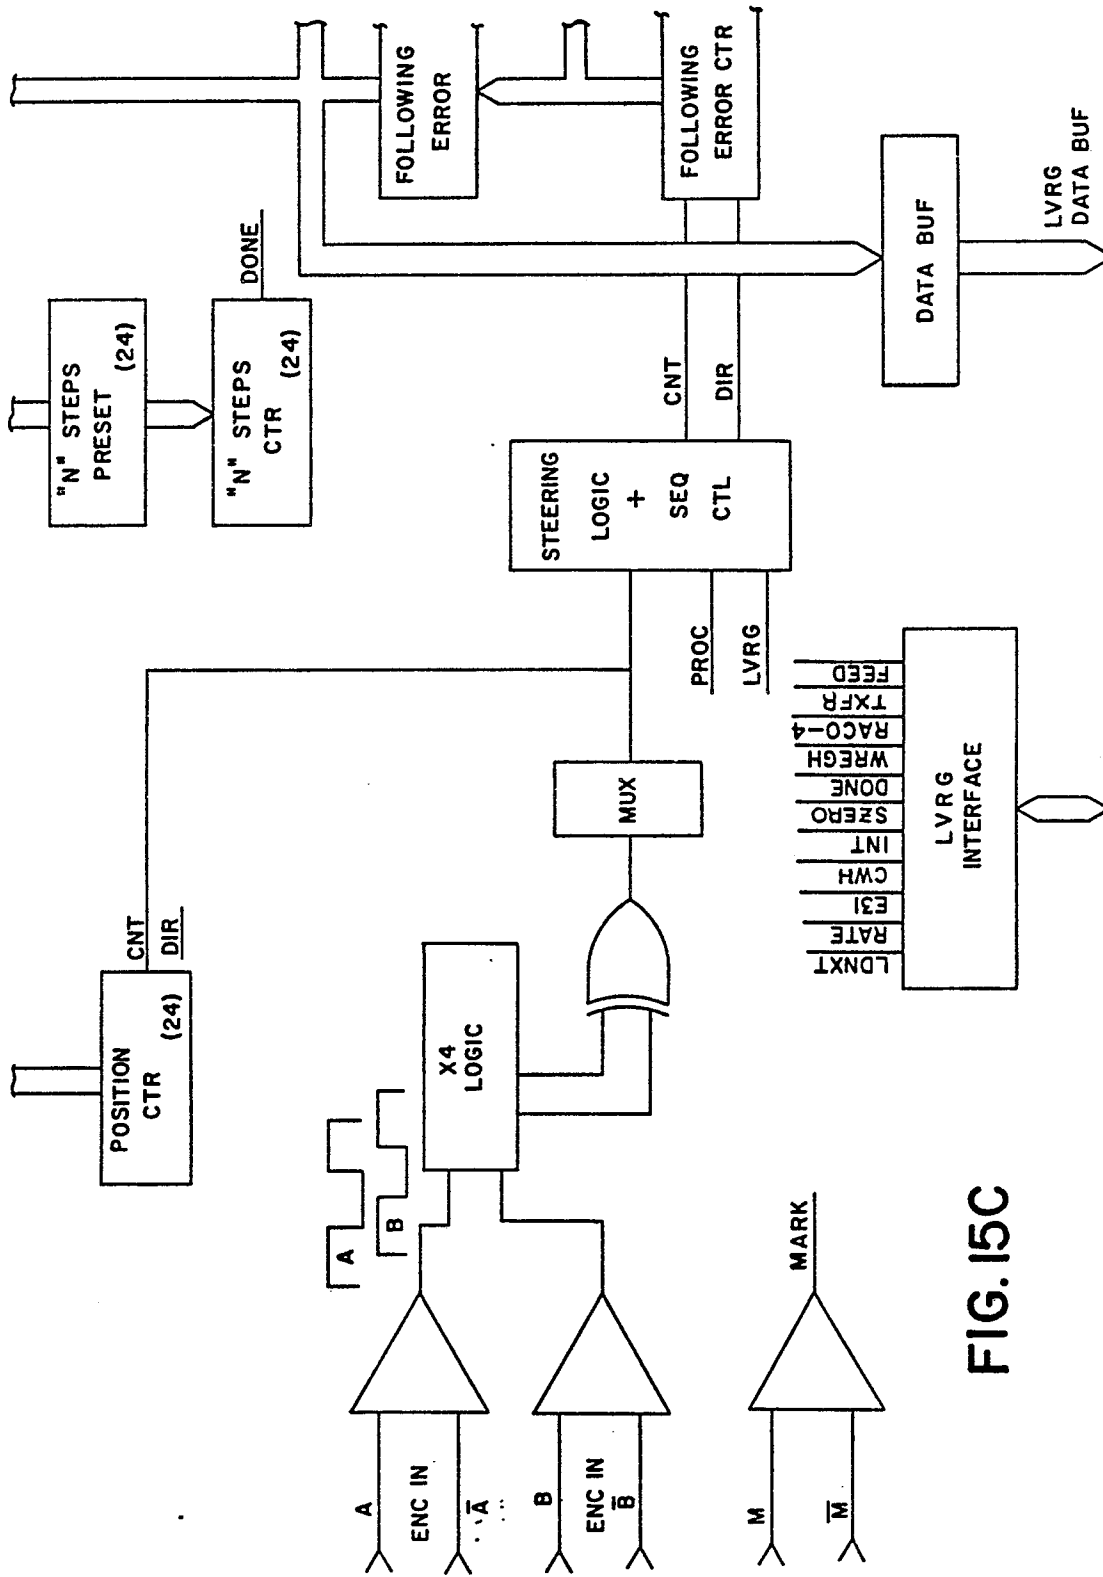 POSITION
CTR
(24)
CNT
DIR
"N" STEPS
PRESET
(24)
"N" STEPS
CTR
(24)
DONE
FOLLOWING
ERROR
FOLLOWING
ERROR CTR
A
B
A
ENC IN
A̅
B
ENC IN
B̅
X4
LOGIC
MUX
STEERING
LOGIC
+
SEQ
CTL
CNT
DIR
PROC
LVRG
M
M̅
MARK
LDNXT
RATE
E31
CWH
INT
SZERO
DONE
WREGH
RACO-4
TXFR
FEED
LVRG
INTERFACE
DATA BUF
LVRG
DATA BUF
FIG. 15C